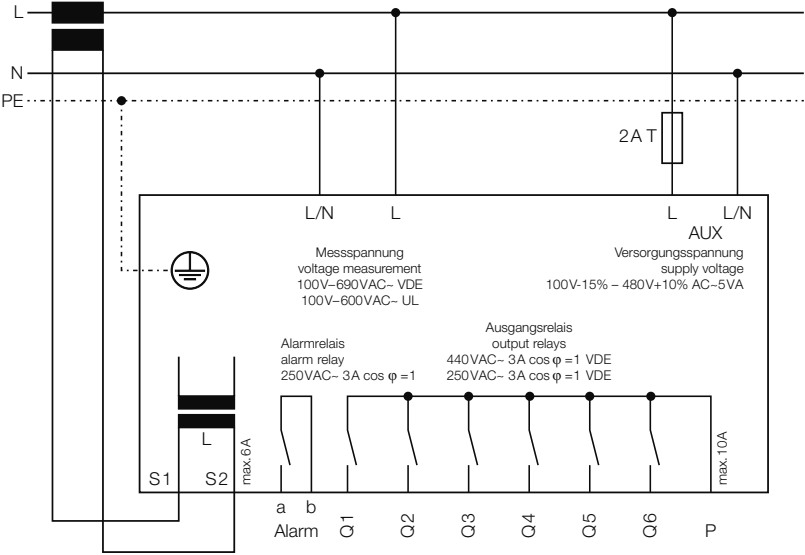 L
N
PE
2 A T
L/N
L
L
L/N
AUX
Messspannung
voltage measurement
100V–690VAC~ VDE
100V–600VAC~ UL
Versorgungsspannung
supply voltage
100V-15% – 480V+10% AC~5VA
Alarmrelais
alarm relay
250VAC~ 3A cos φ =1
Ausgangsrelais
output relays
440VAC~ 3A cos φ =1 VDE
250VAC~ 3A cos φ =1 VDE
L
S1
S2
max. 6A
max. 10A
a
b
Alarm
Q1
Q2
Q3
Q4
Q5
Q6
P